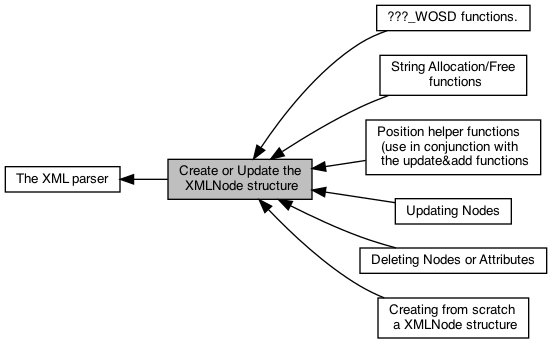 ???_WOSD functions.
String Allocation/Free
functions
Position helper functions
(use in conjunction with
the update&add functions
Create or Update the
XMLNode structure
The XML parser
Updating Nodes
Deleting Nodes or Attributes
Creating from scratch
a XMLNode structure